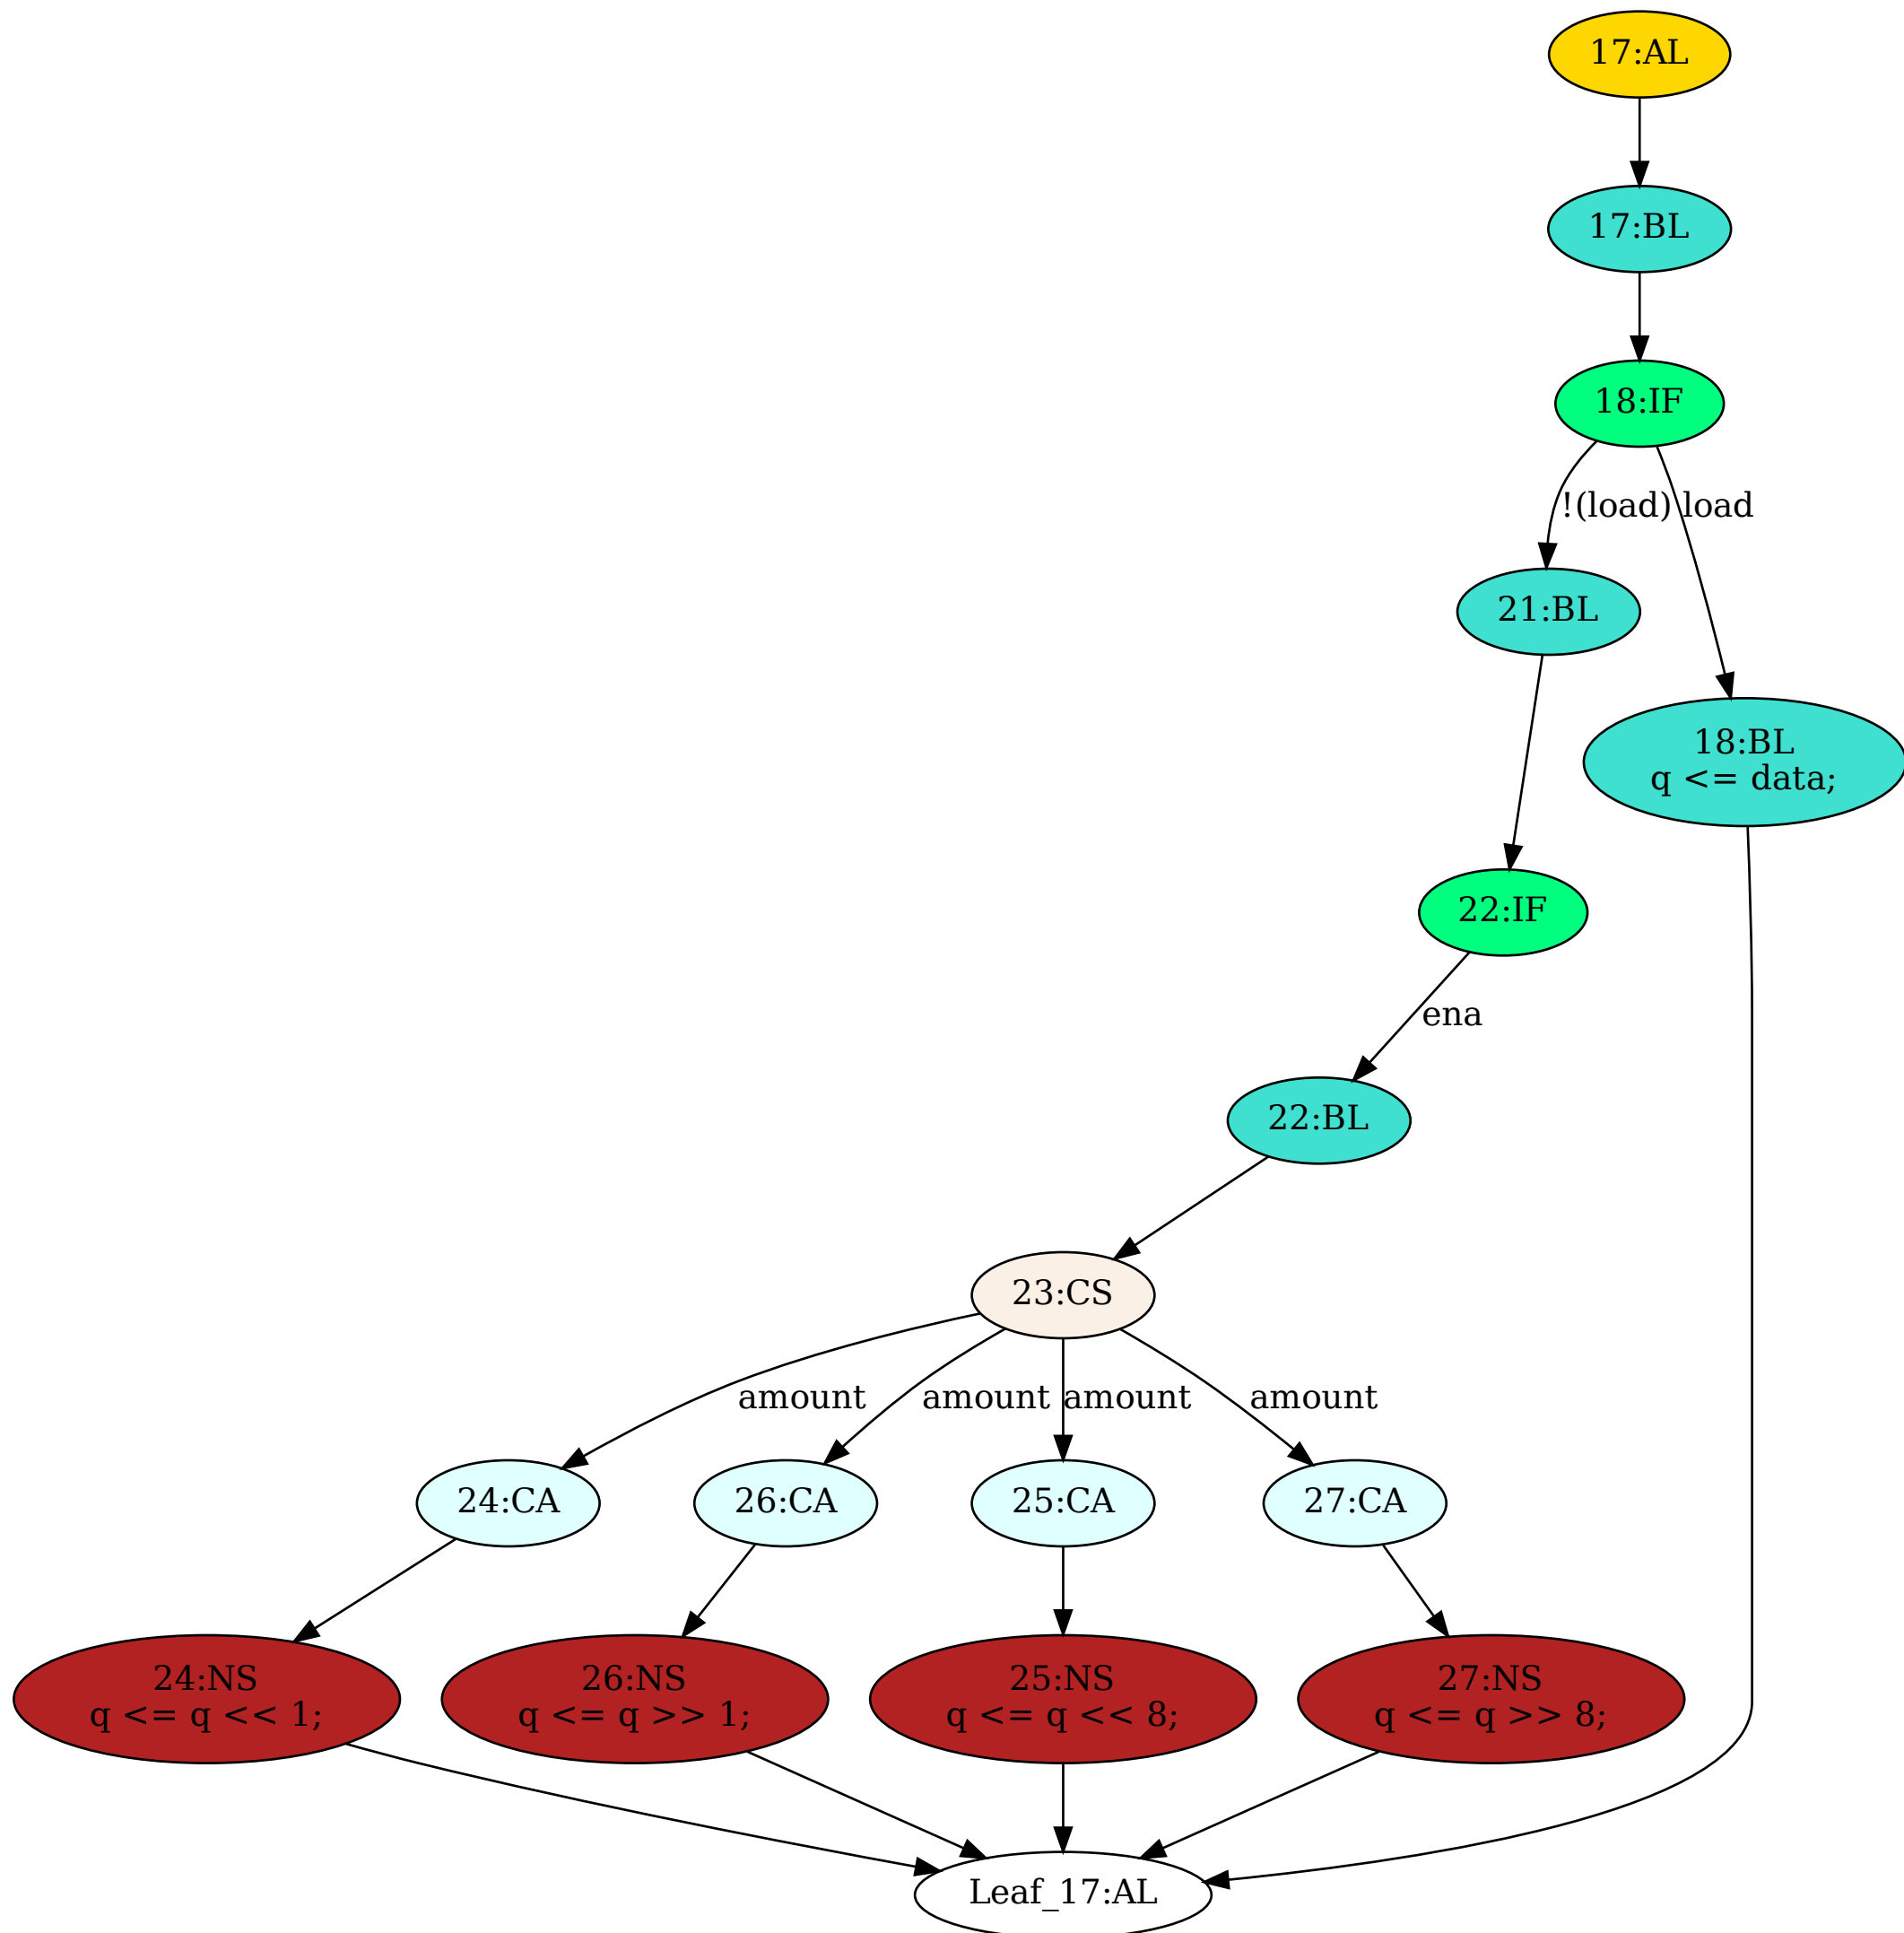 17:AL
17:BL
18:IF
!(load)
load
21:BL
18:BL
q <= data;
22:IF
ena
22:BL
23:CS
amount
amount
amount
amount
24:CA
26:CA
25:CA
27:CA
24:NS
q <= q << 1;
26:NS
q <= q >> 1;
25:NS
q <= q << 8;
27:NS
q <= q >> 8;
Leaf_17:AL